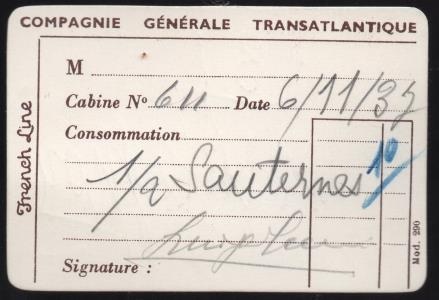 COMPAGNIE GÉNÉRALE TRANSATLANTIQUE
French Line
M
Cabine N° 611 Date 6/11/37
Consommation
1/2 Sauternes 10
Signature :
Mod. 290